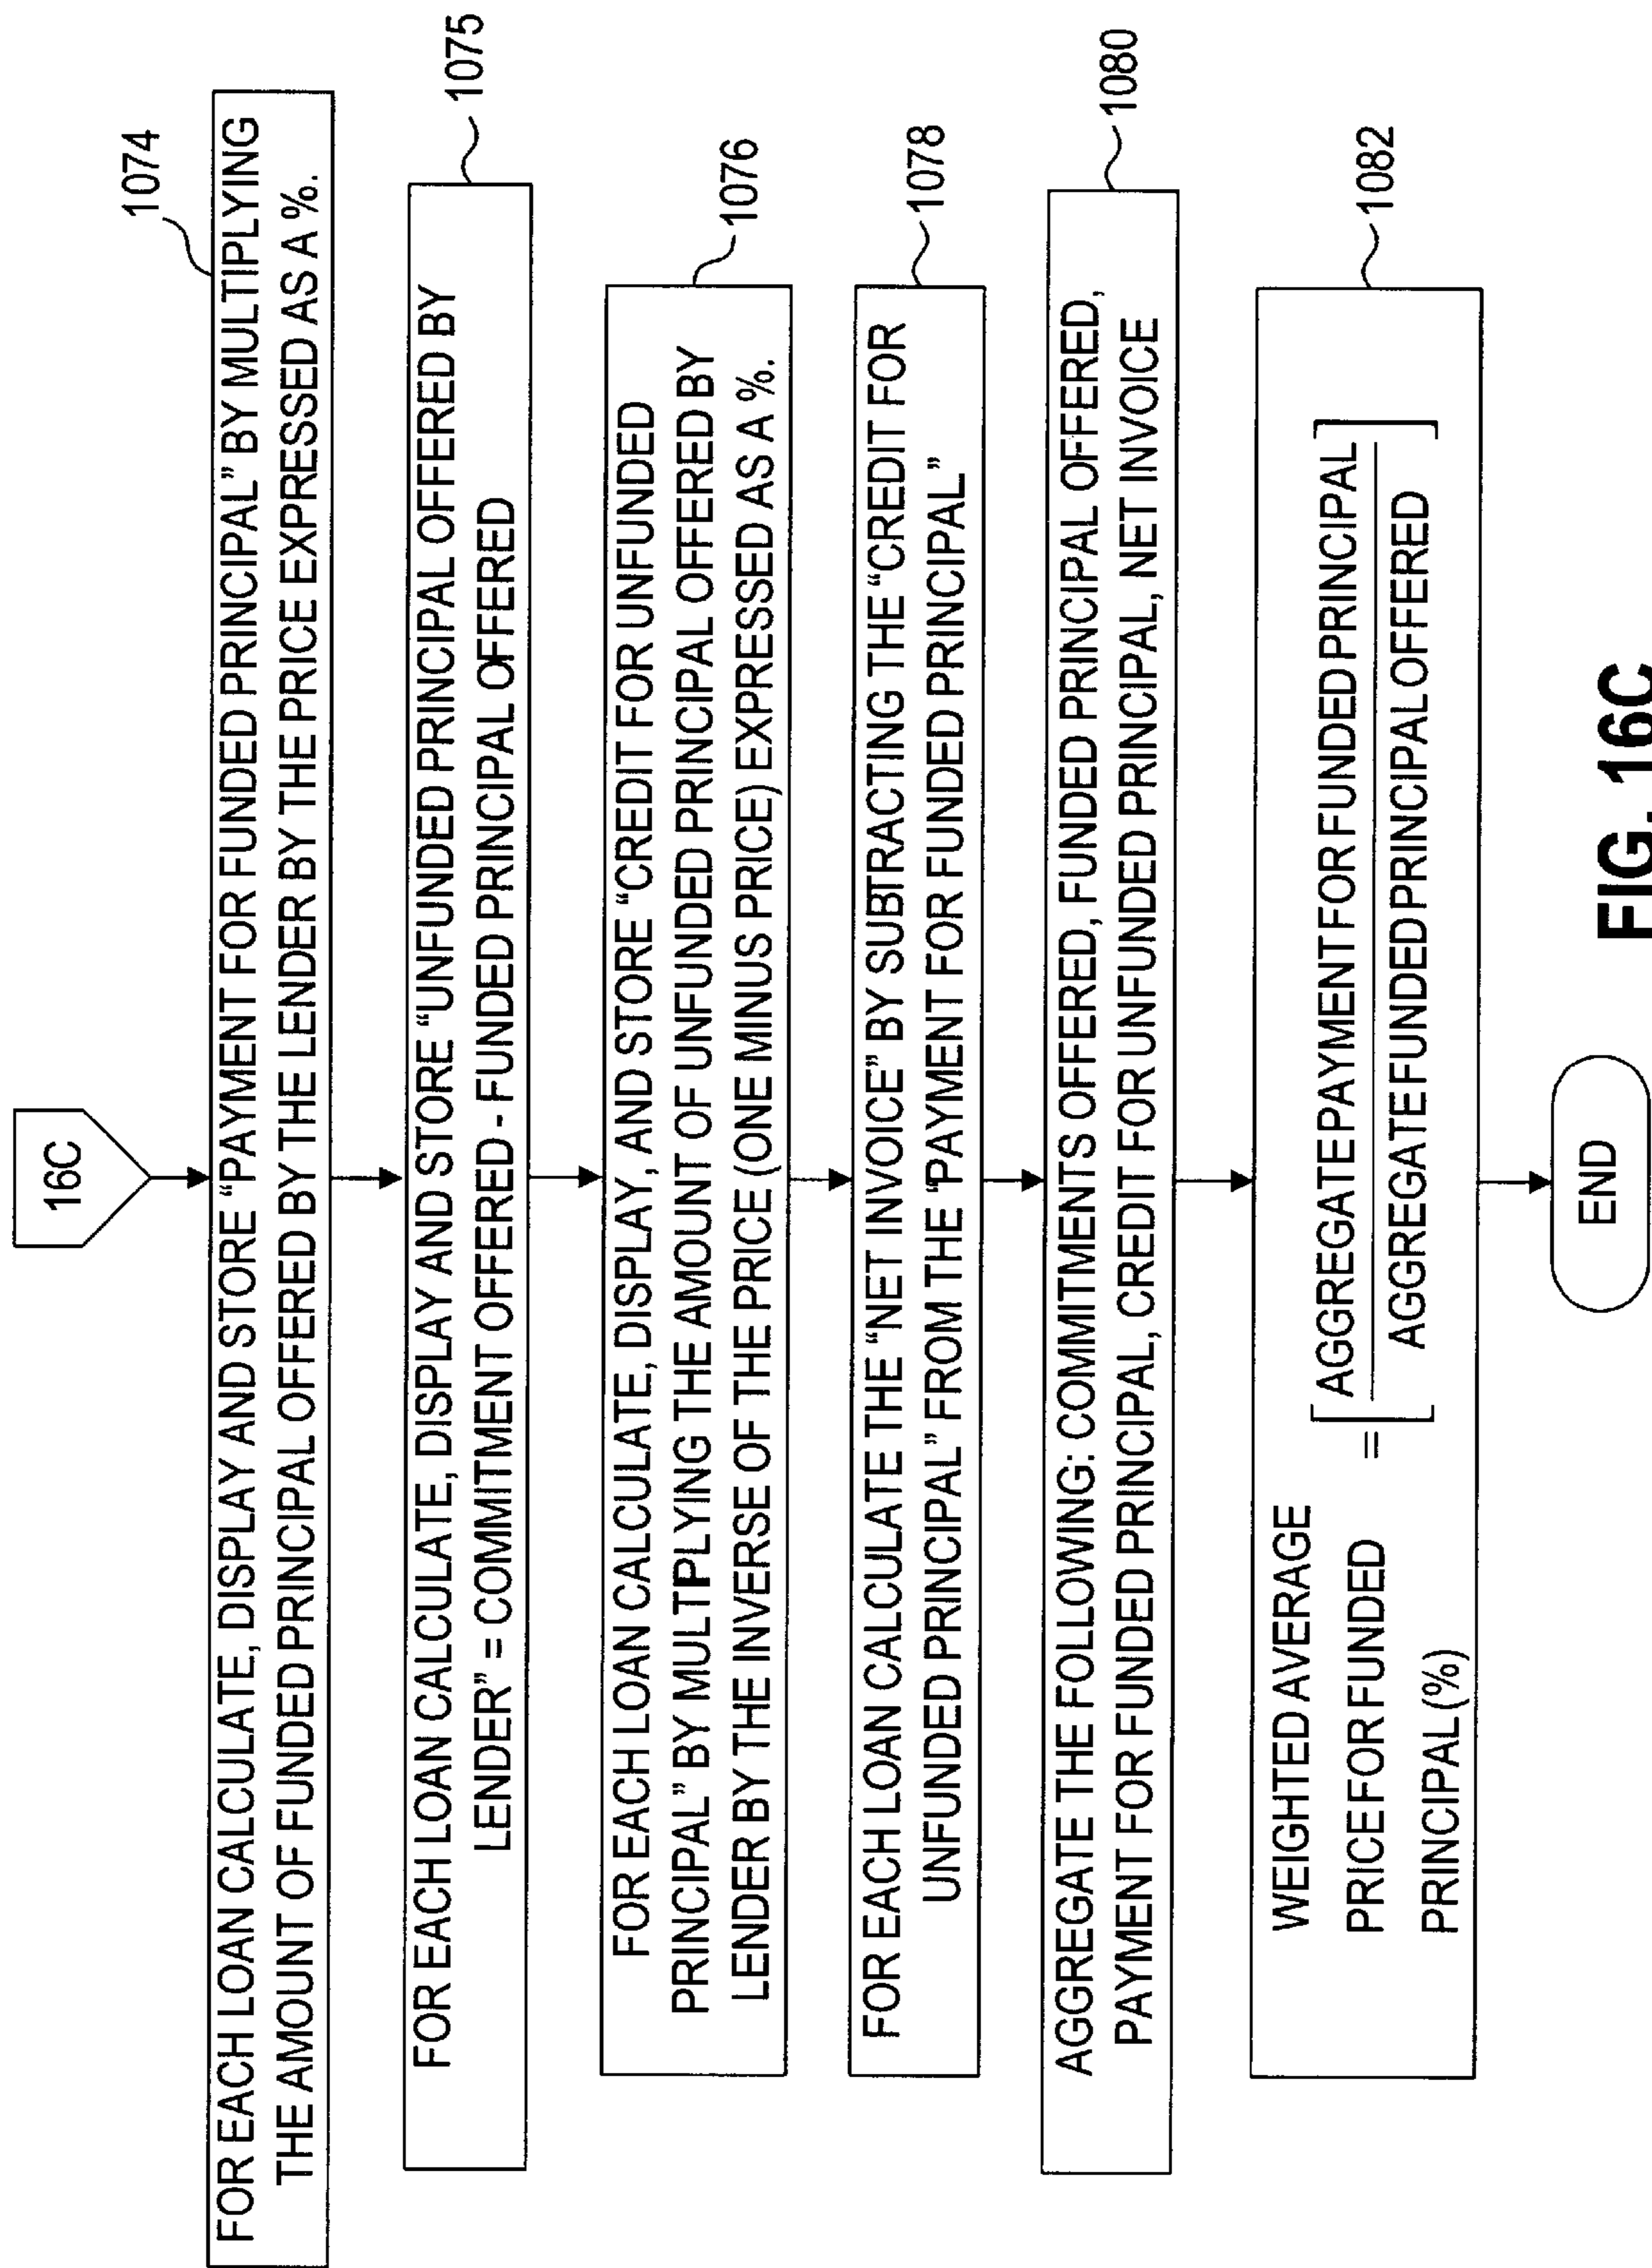 16C
1074
FOR EACH LOAN CALCULATE, DISPLAY AND STORE “PAYMENT FOR FUNDED PRINCIPAL” BY MULTIPLYING
THE AMOUNT OF FUNDED PRINCIPAL OFFERED BY THE LENDER BY THE PRICE EXPRESSED AS A %.
1075
FOR EACH LOAN CALCULATE, DISPLAY AND STORE “UNFUNDED PRINCIPAL OFFERED BY
LENDER” = COMMITMENT OFFERED - FUNDED PRINCIPAL OFFERED
1076
FOR EACH LOAN CALCULATE, DISPLAY, AND STORE “CREDIT FOR UNFUNDED
PRINCIPAL” BY MULTIPLYING THE AMOUNT OF UNFUNDED PRINCIPAL OFFERED BY
LENDER BY THE INVERSE OF THE PRICE (ONE MINUS PRICE) EXPRESSED AS A %.
1078
FOR EACH LOAN CALCULATE THE “NET INVOICE” BY SUBTRACTING THE “CREDIT FOR
UNFUNDED PRINCIPAL” FROM THE “PAYMENT FOR FUNDED PRINCIPAL”
1080
AGGREGATE THE FOLLOWING: COMMITMENTS OFFERED, FUNDED PRINCIPAL OFFERED,
PAYMENT FOR FUNDED PRINCIPAL, CREDIT FOR UNFUNDED PRINCIPAL, NET INVOICE
1082
WEIGHTED AVERAGE
PRICE FOR FUNDED
PRINCIPAL (%)
=
[AGGREGATE PAYMENT FOR FUNDED PRINCIPAL]
AGGREGATE FUNDED PRINCIPAL OFFERED
END
FIG. 16C